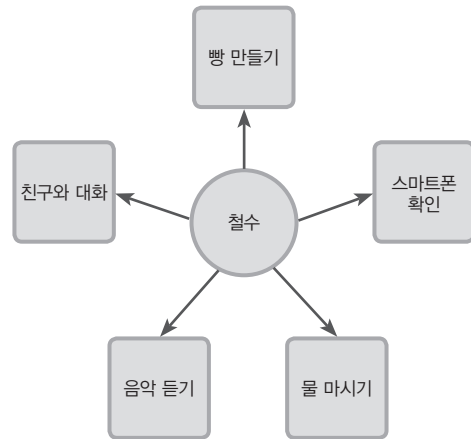 빵 만들기
친구와 대화
스마트폰
확인
철수
음악 듣기
물 마시기